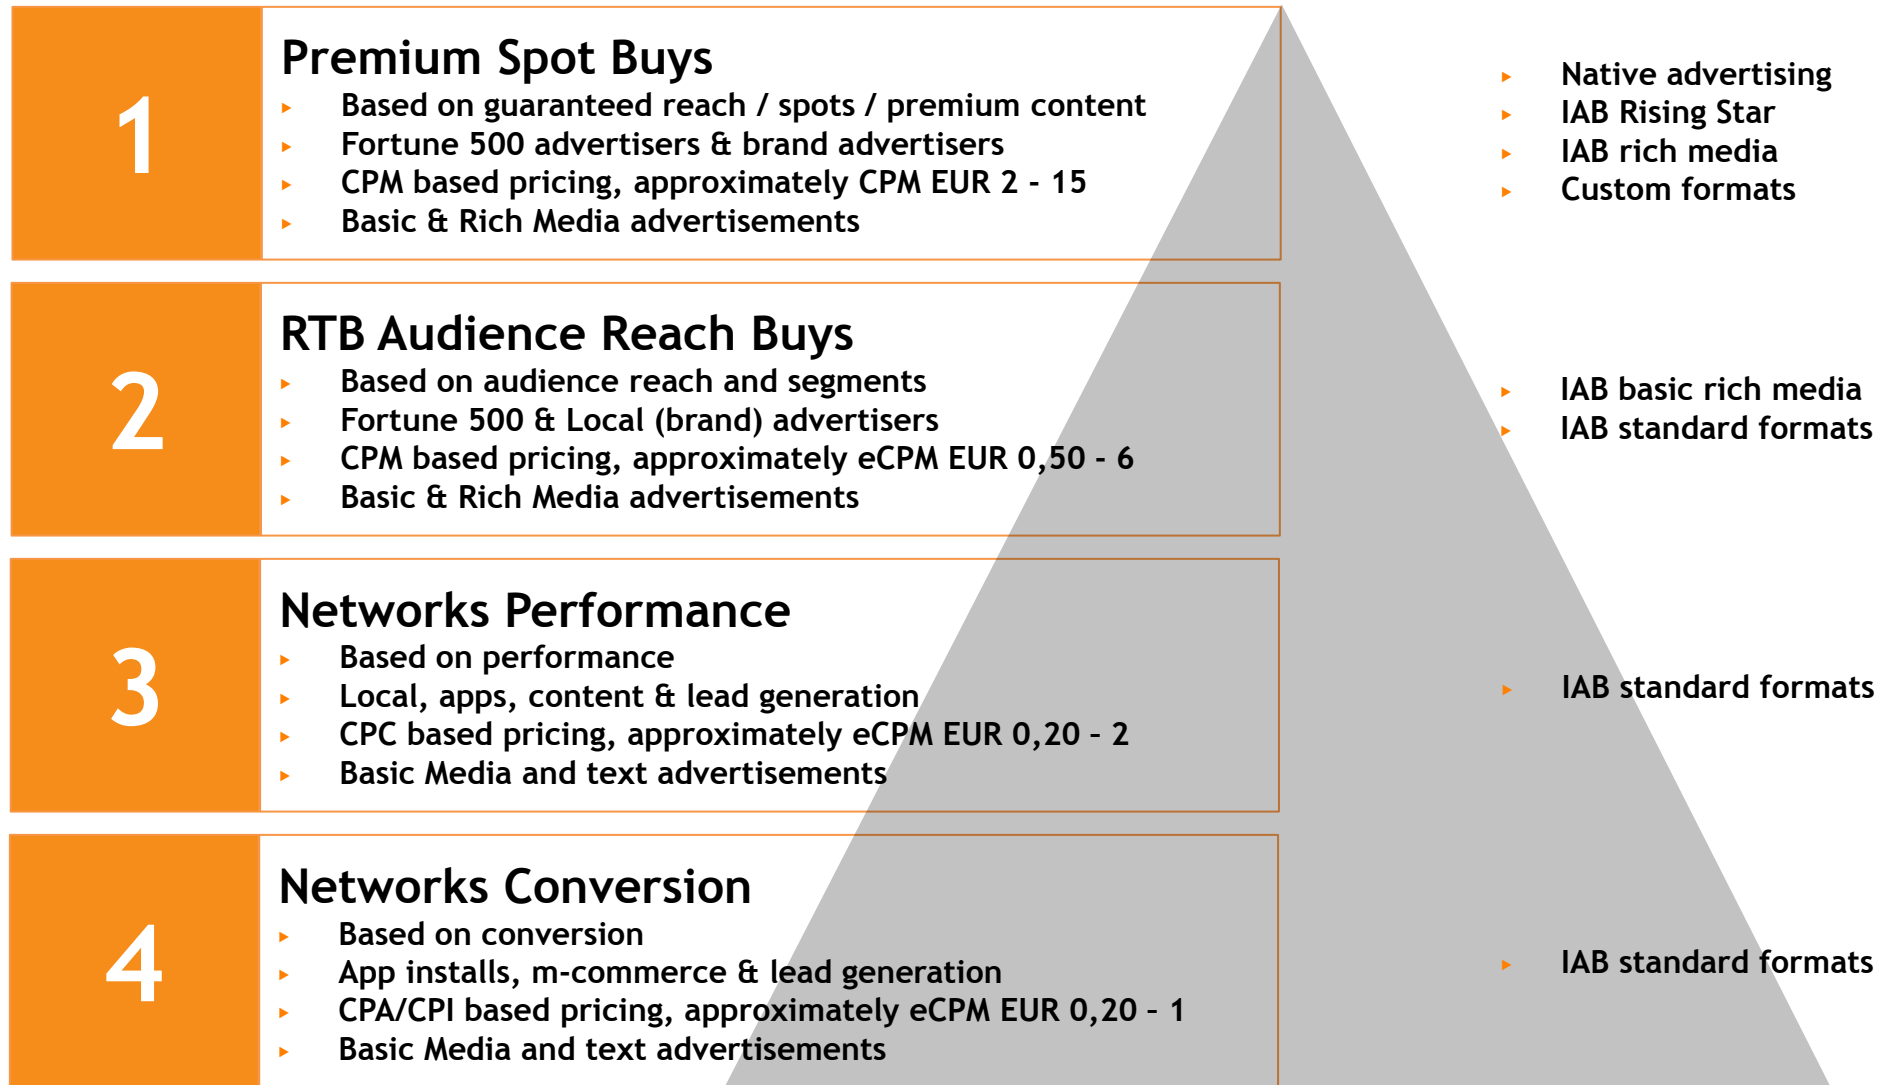 1
Premium Spot Buys
▸ Based on guaranteed reach / spots / premium content
▸ Fortune 500 advertisers & brand advertisers
▸ CPM based pricing, approximately CPM EUR 2 - 15
▸ Basic & Rich Media advertisements
▸ Native advertising
▸ IAB Rising Star
▸ IAB rich media
▸ Custom formats
2
RTB Audience Reach Buys
▸ Based on audience reach and segments
▸ Fortune 500 & Local (brand) advertisers
▸ CPM based pricing, approximately eCPM EUR 0,50 - 6
▸ Basic & Rich Media advertisements
▸ IAB basic rich media
▸ IAB standard formats
3
Networks Performance
▸ Based on performance
▸ Local, apps, content & lead generation
▸ CPC based pricing, approximately eCPM EUR 0,20 – 2
▸ Basic Media and text advertisements
▸ IAB standard formats
4
Networks Conversion
▸ Based on conversion
▸ App installs, m-commerce & lead generation
▸ CPA/CPI based pricing, approximately eCPM EUR 0,20 – 1
▸ Basic Media and text advertisements
▸ IAB standard formats